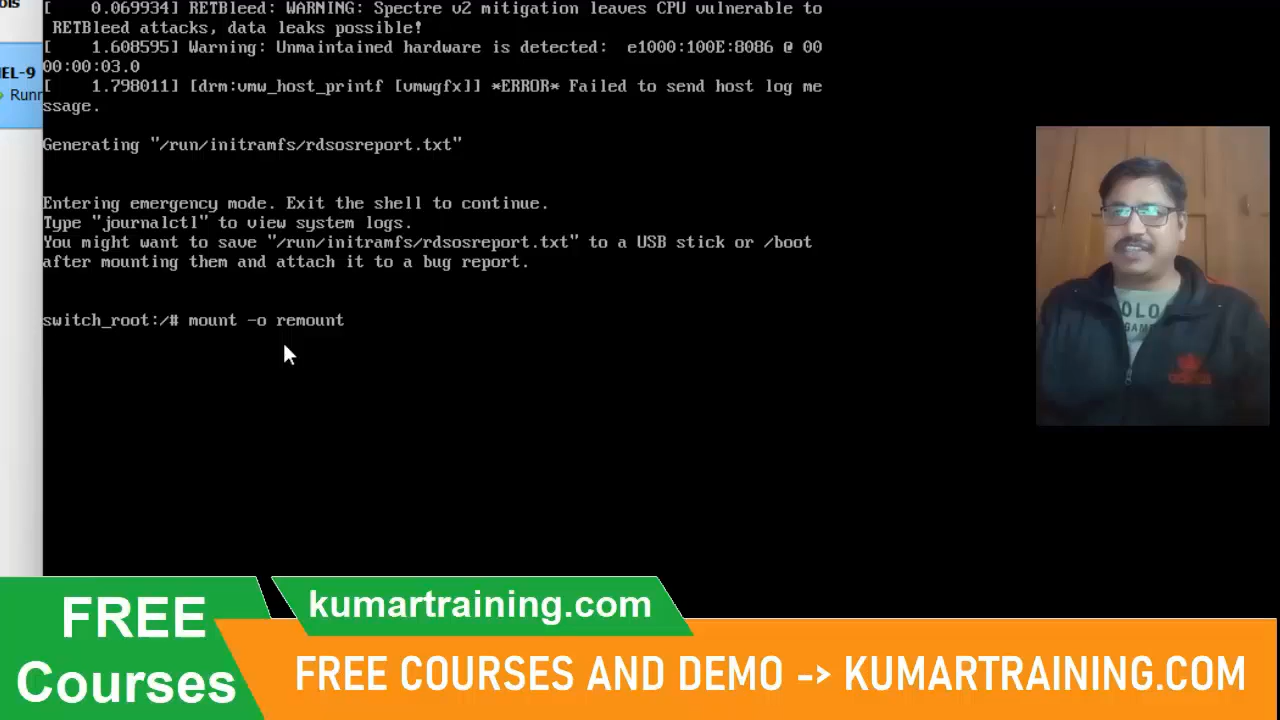 ois
[ 0.069934] RETBleed: WARNING: Spectre v2 mitigation leaves CPU vulnerable to
RETBleed attacks, data leaks possible!
[ 1.608595] Warning: Unmaintained hardware is detected: e1000:100E:8086 @ 00
00:00:03.0
[ 1.798011] [drm:vmw_host_printf [vmwgfx]] *ERROR* Failed to send host log me
ssage.
HEL-9
Runn
Generating "/run/initramfs/rdsosreport.txt"
Entering emergency mode. Exit the shell to continue.
Type "journalctl" to view system logs.
You might want to save "/run/initramfs/rdsosreport.txt" to a USB stick or /boot
after mounting them and attach it to a bug report.
switch_root:/# mount -o remount
FREE
Courses
kumartraining.com
FREE COURSES AND DEMO -> KUMARTRAINING.COM